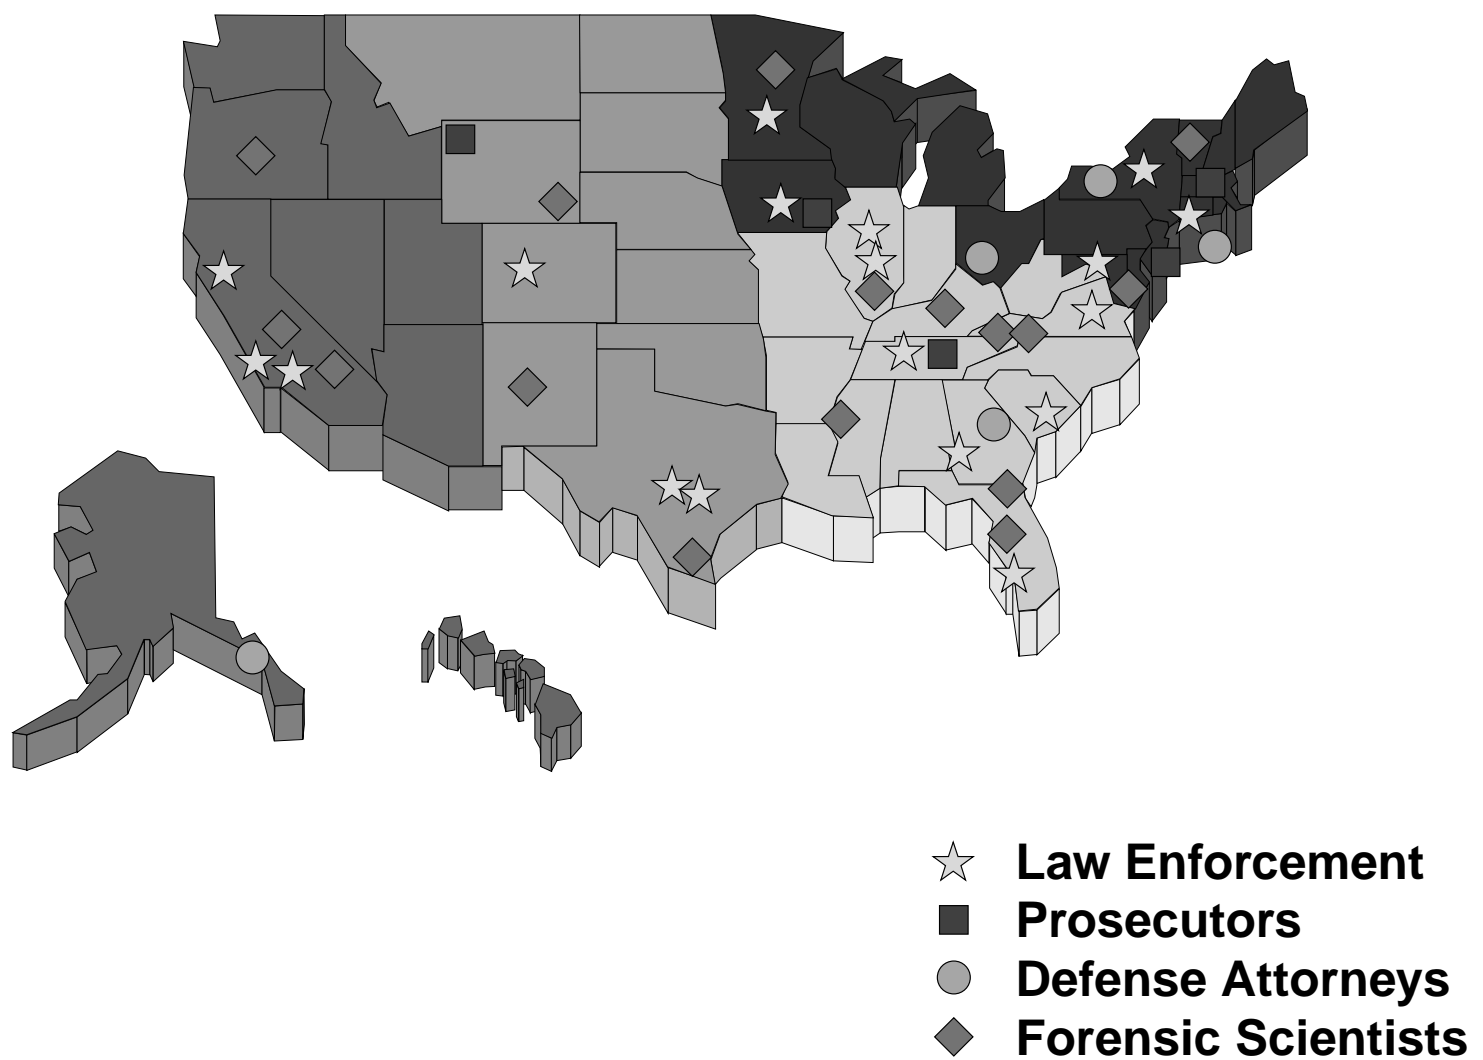 Law Enforcement
Prosecutors
Defense Attorneys
Forensic Scientists